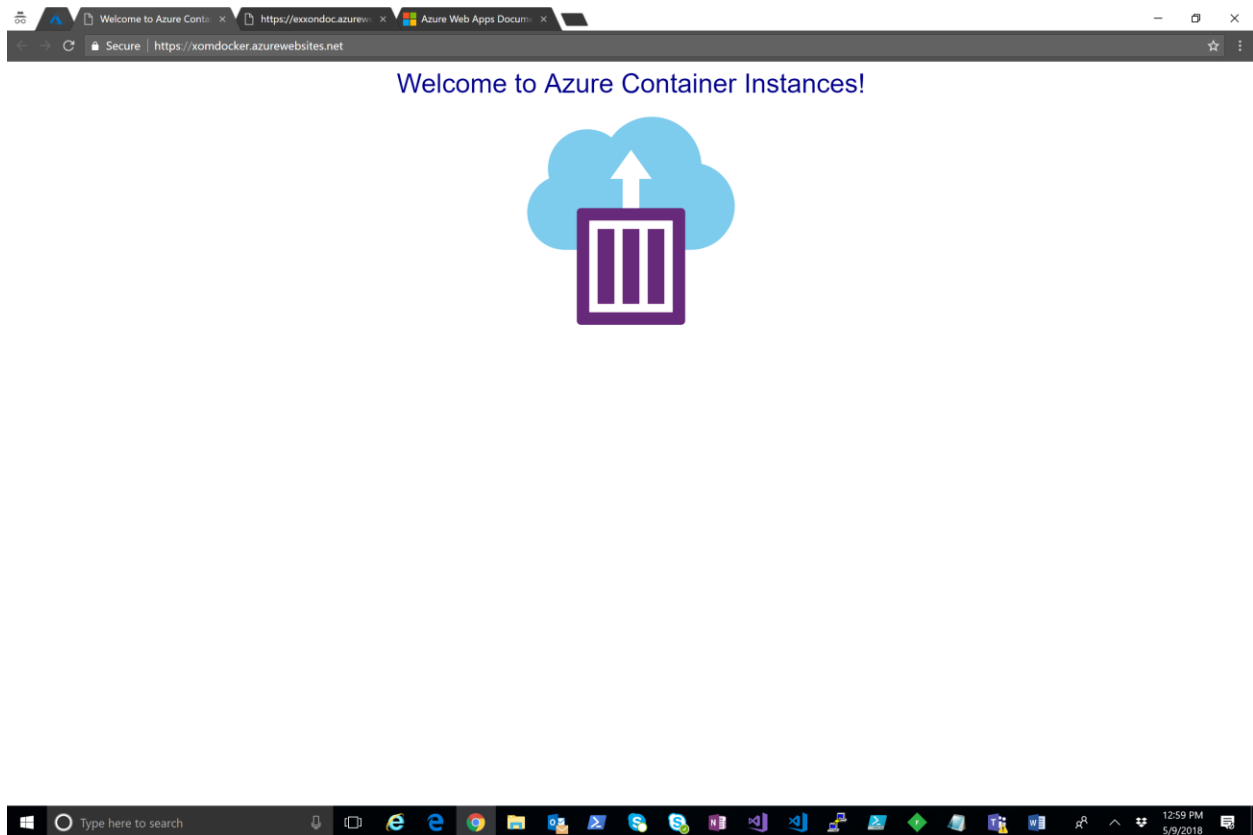 Welcome to Azure Conta
https://exxondoc.azurewe
Azure Web Apps Docum
Secure
https://xomdocker.azurewebsites.net
Welcome to Azure Container Instances!
Type here to search
12:59 PM
5/9/2018